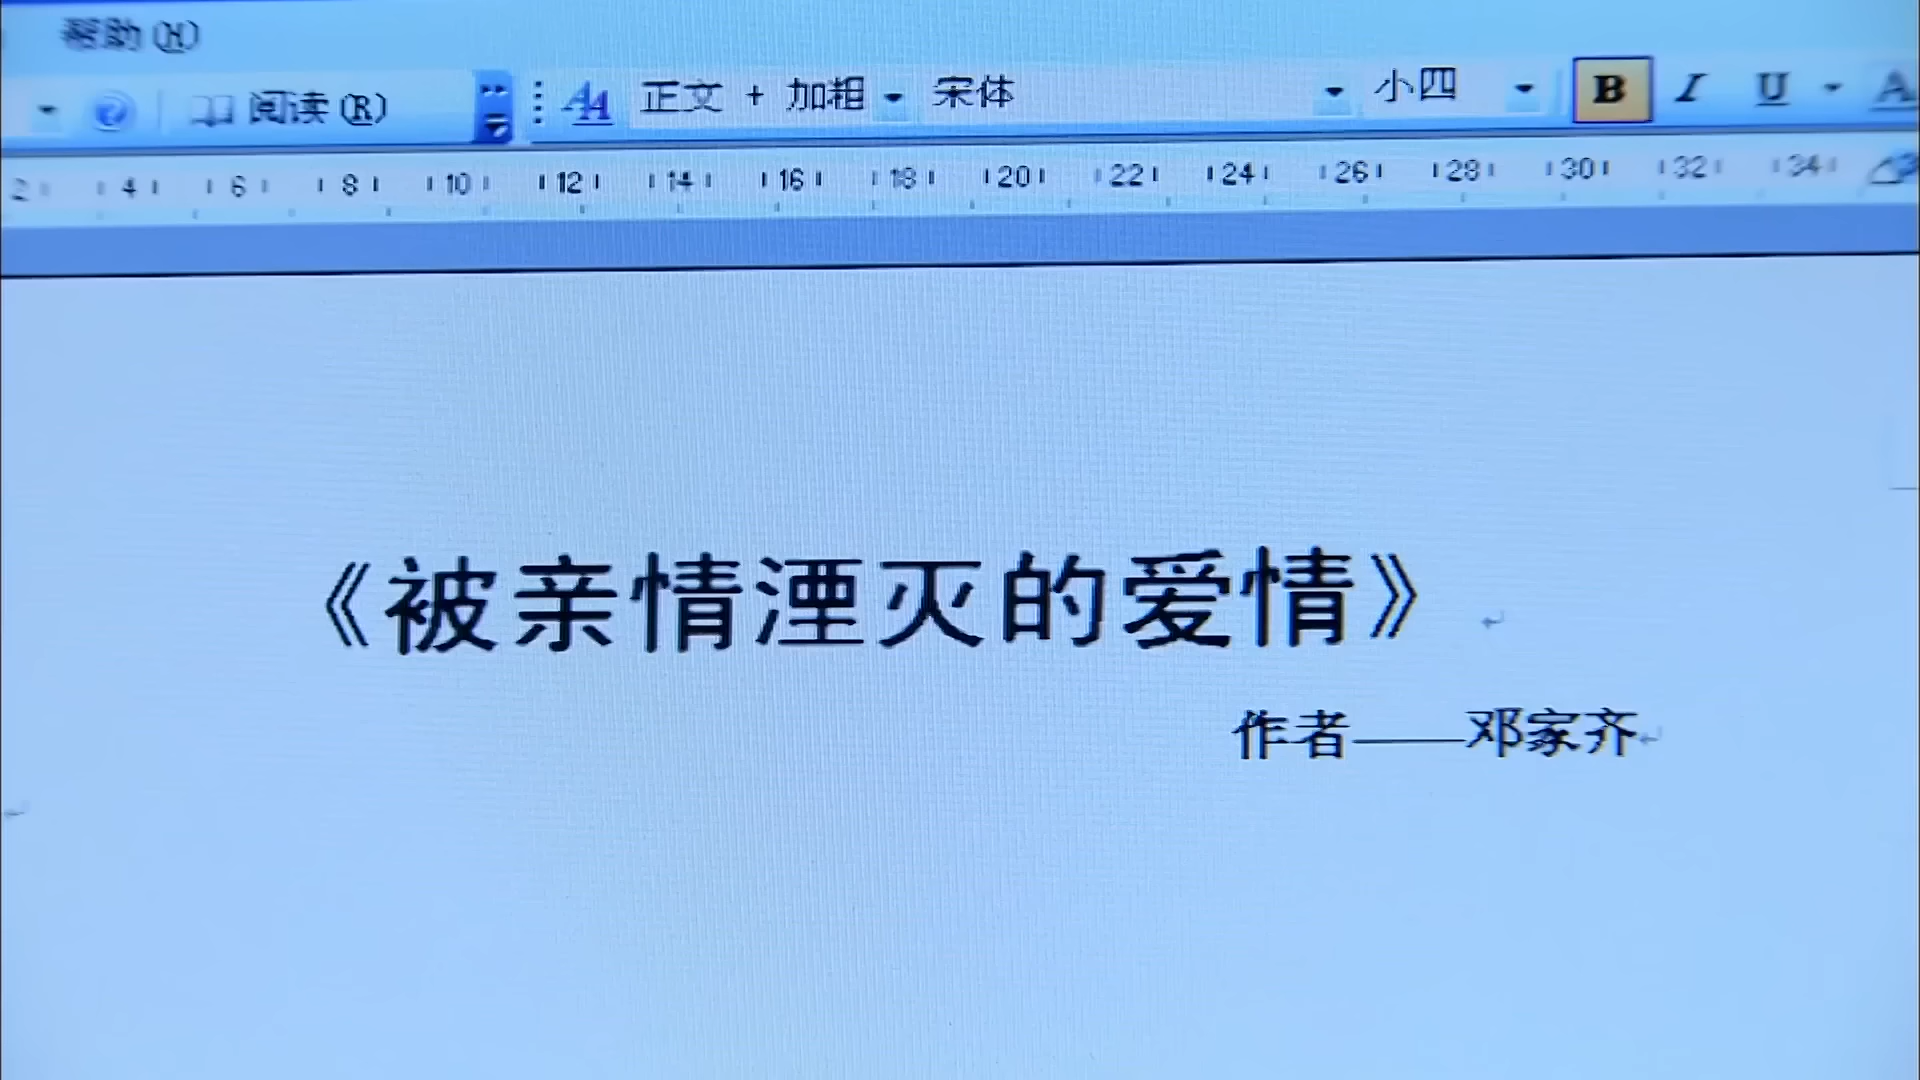 帮助(H)
阅读(R) 正文 + 加粗 宋体 小四 B I U A
2 4 6 8 10 12 14 16 18 20 22 24 26 28 30 32 34
《被亲情湮灭的爱情》
作者——邓家齐